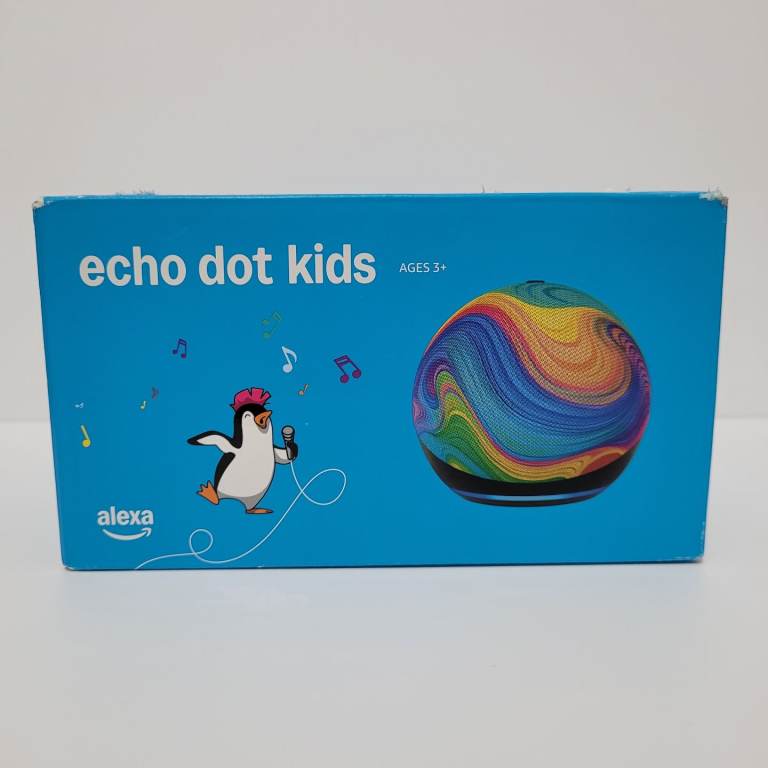 echo dot kids
AGES 3+
alexa